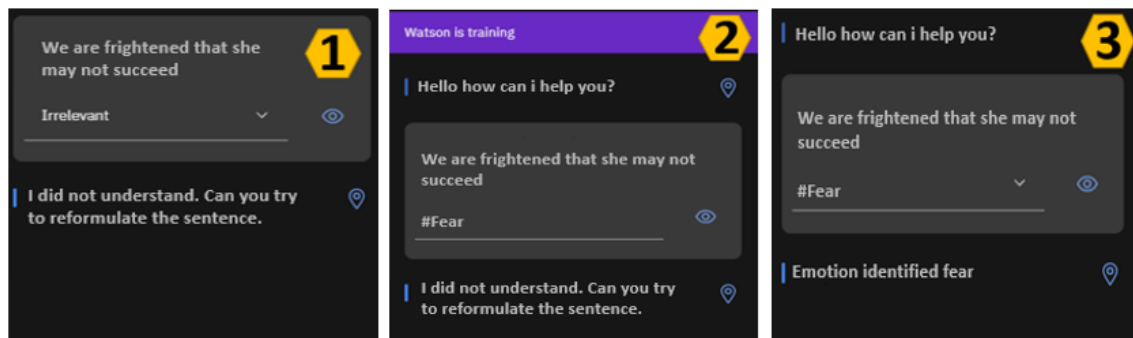 1
We are frightened that she
may not succeed
Irrelevant
I did not understand. Can you try
to reformulate the sentence.
2
Watson is training
Hello how can i help you?
We are frightened that she may not
succeed
#Fear
I did not understand. Can you try
to reformulate the sentence.
3
Hello how can i help you?
We are frightened that she may not
succeed
#Fear
Emotion identified fear